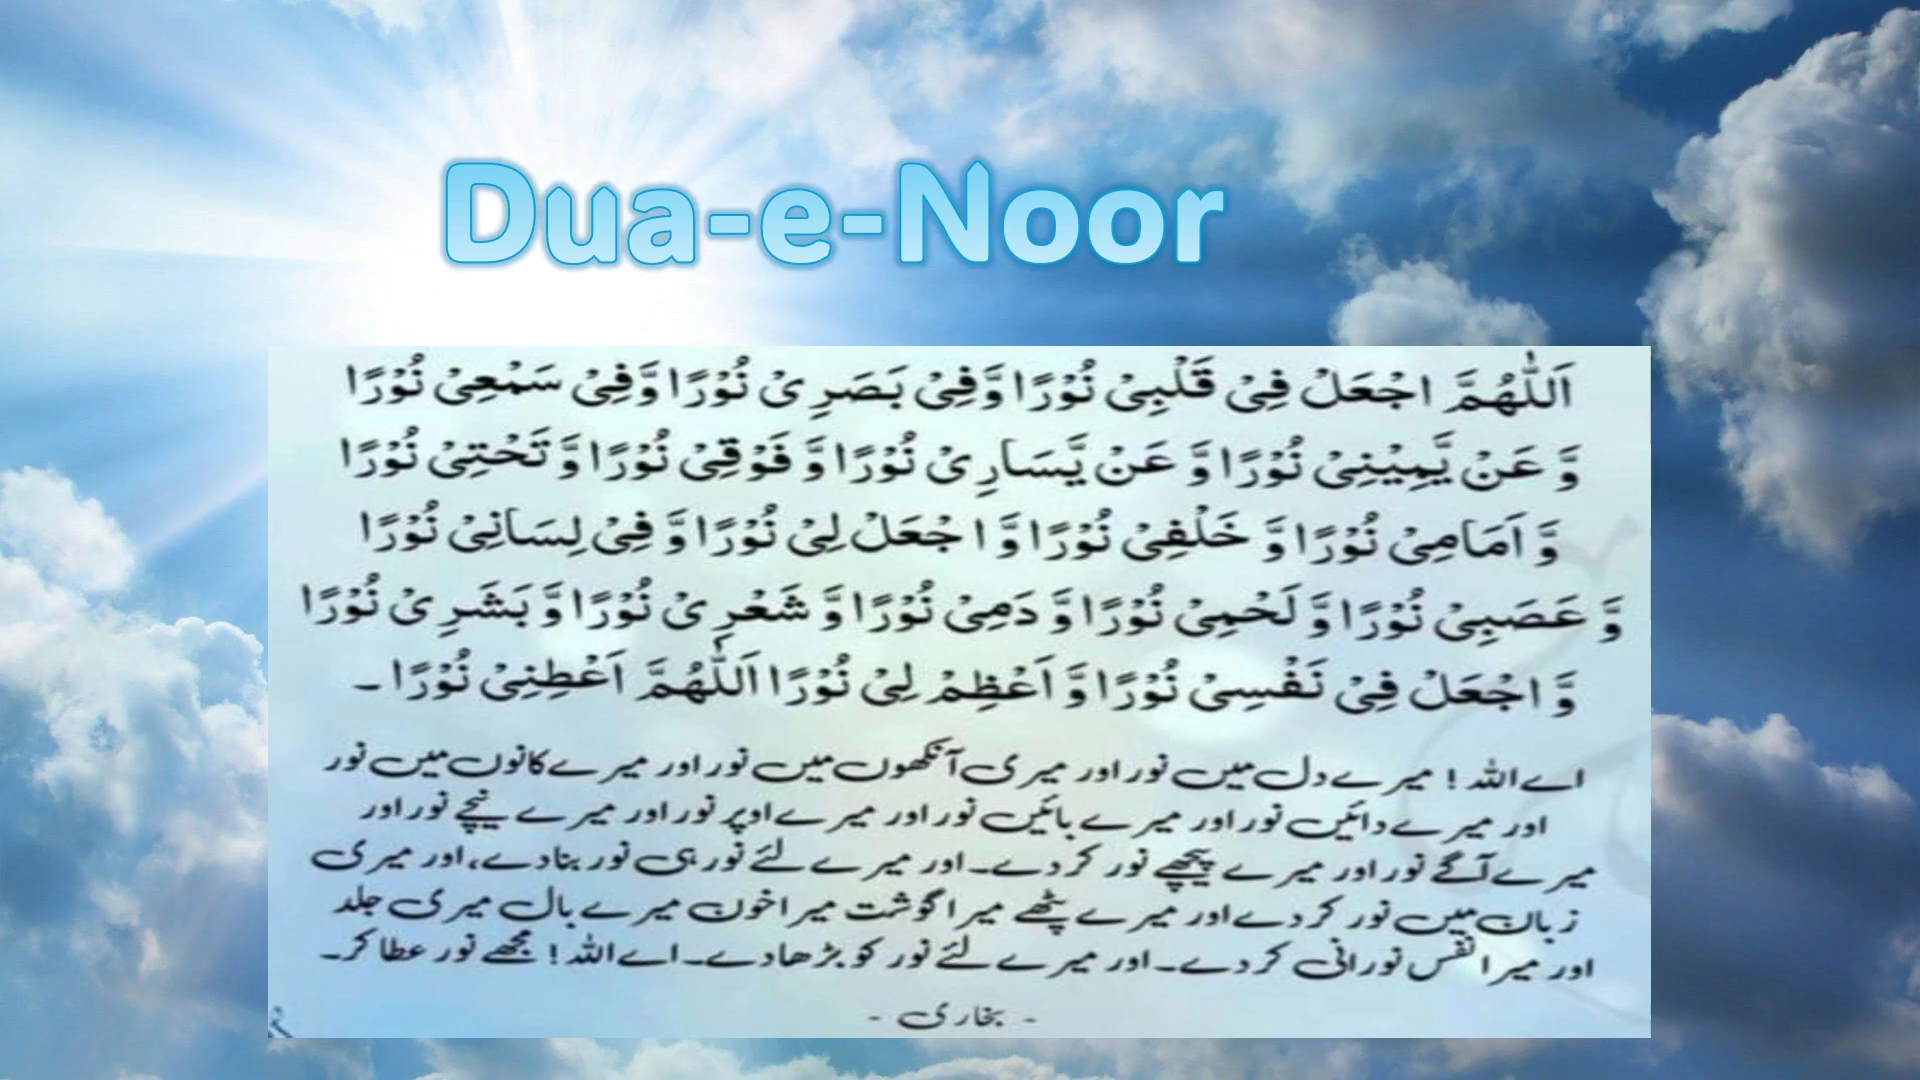 Dua-e-Noor
اَللّٰهُمَّ اجْعَلْ فِیْ قَلْبِیْ نُوْرًا وَّفِیْ بَصَرِیْ نُوْرًا وَّفِیْ سَمْعِیْ نُوْرًا
وَّ عَنْ یَّمِیْنِیْ نُوْرًا وَّ عَنْ یَّسَارِیْ نُوْرًا وَّ فَوْقِیْ نُوْرًا وَّ تَحْتِیْ نُوْرًا
وَّ اَمَامِیْ نُوْرًا وَّ خَلْفِیْ نُوْرًا وَّ اجْعَلْ لِیْ نُوْرًا وَّ فِیْ لِسَانِیْ نُوْرًا
وَّ عَصَبِیْ نُوْرًا وَّ لَحْمِیْ نُوْرًا وَّ دَمِیْ نُوْرًا وَّ شَعْرِیْ نُوْرًا وَّ بَشَرِیْ نُوْرًا
وَّ اجْعَلْ فِیْ نَفْسِیْ نُوْرًا وَّ اَعْظِمْ لِیْ نُوْرًا اَللّٰهُمَّ اَعْطِنِیْ نُوْرًا ۔
اے اللہ ! میرے دل میں نور اور میری آنکھوں میں نور اور میرے کانوں میں نور
اور میرے دائیں نور اور میرے بائیں نور اور میرے اوپر نور اور میرے نیچے نور اور
میرے آگے نور اور میرے پیچھے نور کر دے۔ اور میرے لئے نور ہی نور بنا دے، اور میری
زبان میں نور کر دے اور میرے پٹھے میرا گوشت میرا خون میرے بال میری جلد
اور میرا نفس نورانی کر دے۔ اور میرے لئے نور کو بڑھا دے۔ اے اللہ ! مجھے نور عطا کر۔
- بخاری -